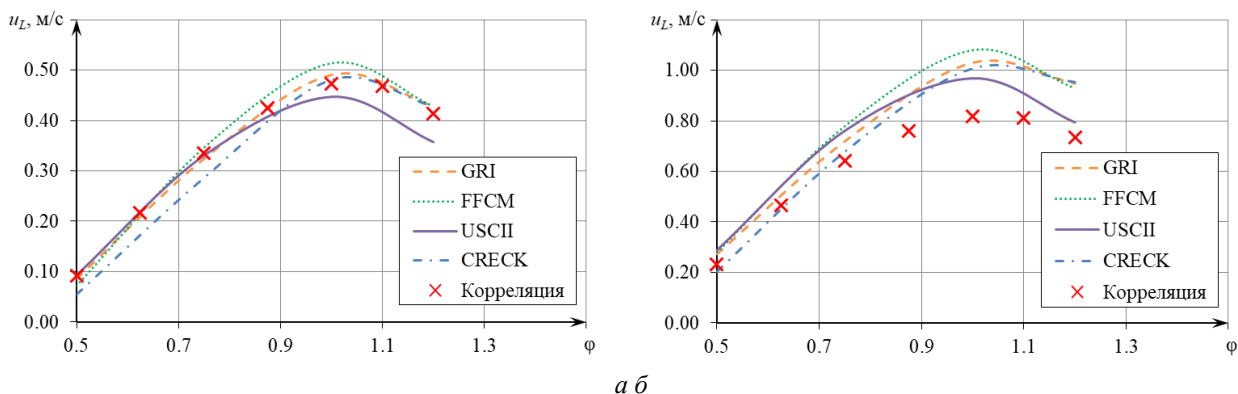 u_L, м/с
0.50
0.40
0.30
0.20
0.10
0.00
0.5 0.7 0.9 1.1 1.3 φ
GRI
FFCM
USCII
CRECK
Корреляция
u_L, м/с
1.00
0.80
0.60
0.40
0.20
0.00
0.5 0.7 0.9 1.1 1.3 φ
GRI
FFCM
USCII
CRECK
Корреляция
а б